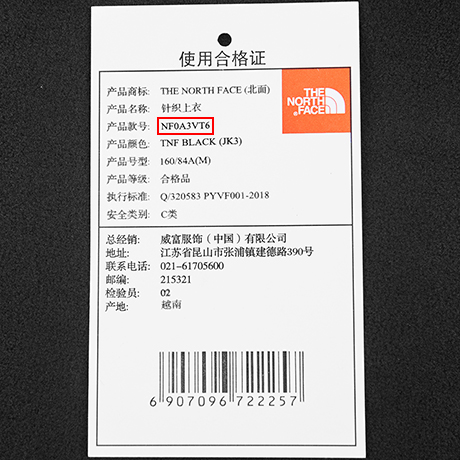 使用合格证
产品商标: THE NORTH FACE (北面)
产品名称: 针织上衣
产品款号: NF0A3VT6
产品颜色: TNF BLACK (JK3)
产品号型: 160/84A(M)
产品等级: 合格品
执行标准: Q/320583 PYVF001-2018
安全类别: C类
THE
NORTH
FACE
总经销: 威富服饰(中国)有限公司
地址: 江苏省昆山市张浦镇建德路390号
联系电话: 021-61705600
邮编: 215321
检验员: 02
产地: 越南
6 907096 722257